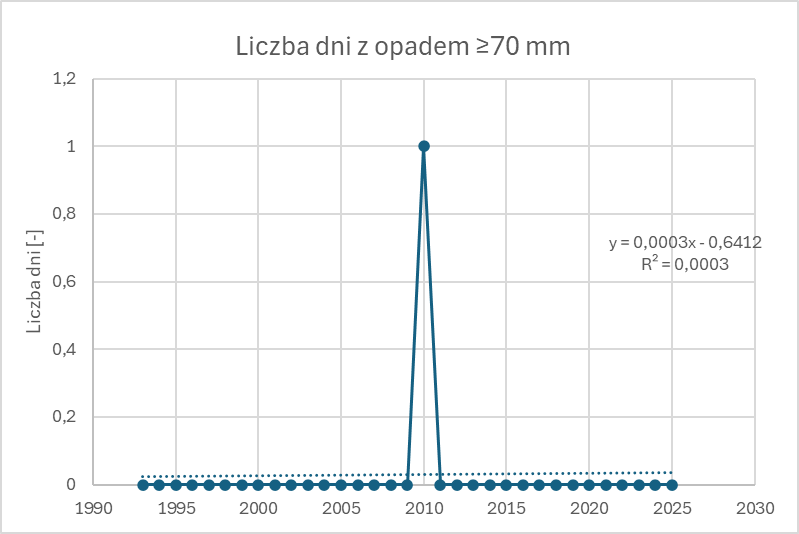 Liczba dni z opadem ≥70 mm
1,2
1
0,8
0,6
0,4
0,2
0
Liczba dni [-]
y = 0,0003x - 0,6412
R² = 0,0003
1990 1995 2000 2005 2010 2015 2020 2025 2030